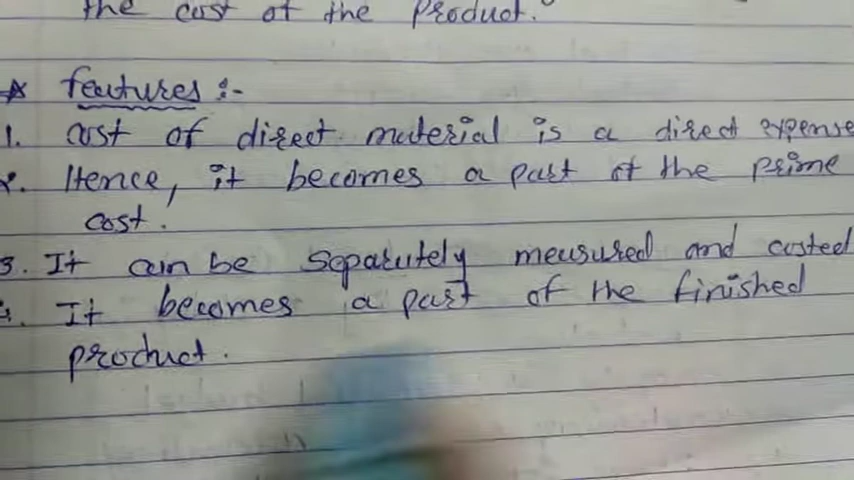 the cost of the product.
features :-
1. cost of direct material is a direct expense
2. Hence, it becomes a part of the prime
cost.
3. It can be separately measured and costed
4. It becomes a part of the finished
product.